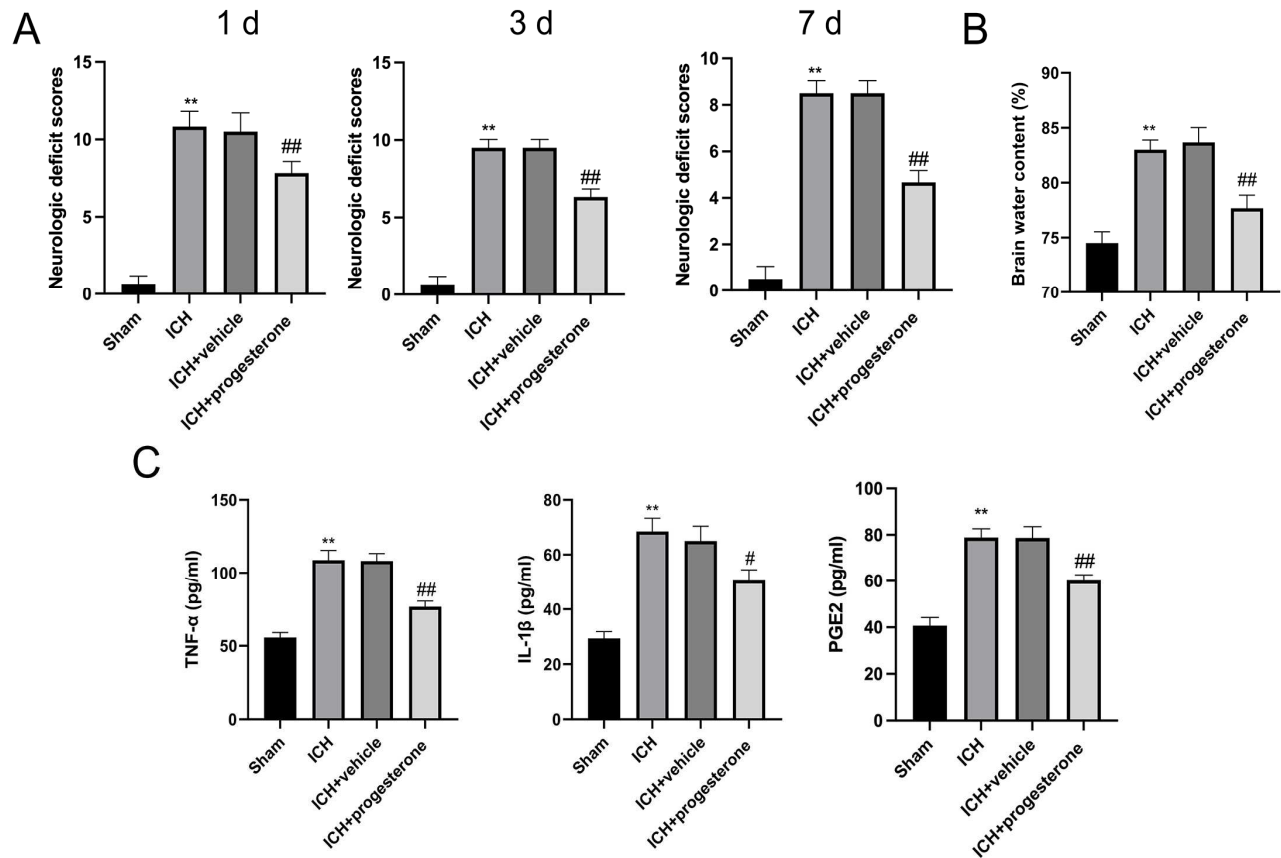 A
1 d
3 d
7 d
B
Neurologic deficit scores
15
10
5
0
**
##
Sham
ICH
ICH+vehicle
ICH+progesterone
Neurologic deficit scores
15
10
5
0
**
##
Sham
ICH
ICH+vehicle
ICH+progesterone
Neurologic deficit scores
10
8
6
4
2
0
**
##
Sham
ICH
ICH+vehicle
ICH+progesterone
Brain water content (%)
90
85
80
75
70
**
##
Sham
ICH
ICH+vehicle
ICH+progesterone
C
TNF-α (pg/ml)
150
100
50
0
**
##
Sham
ICH
ICH+vehicle
ICH+progesterone
IL-1β (pg/ml)
80
60
40
20
0
**
#
Sham
ICH
ICH+vehicle
ICH+progesterone
PGE2 (pg/ml)
100
80
60
40
20
0
**
##
Sham
ICH
ICH+vehicle
ICH+progesterone